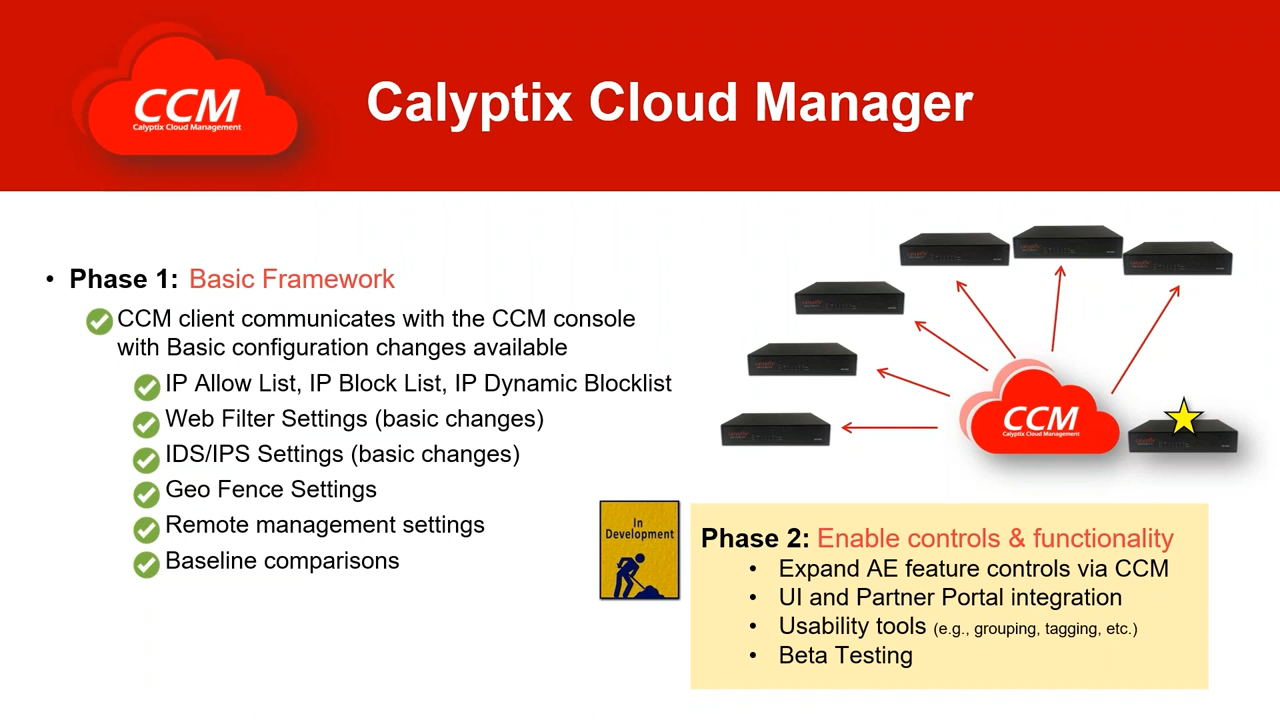 CCM
Calyptix Cloud Management
Calyptix Cloud Manager
• Phase 1: Basic Framework
CCM client communicates with the CCM console
with Basic configuration changes available
IP Allow List, IP Block List, IP Dynamic Blocklist
Web Filter Settings (basic changes)
IDS/IPS Settings (basic changes)
Geo Fence Settings
Remote management settings
Baseline comparisons
CCM
Calyptix Cloud Management
In
Development
Phase 2: Enable controls & functionality
• Expand AE feature controls via CCM
• UI and Partner Portal integration
• Usability tools (e.g., grouping, tagging, etc.)
• Beta Testing